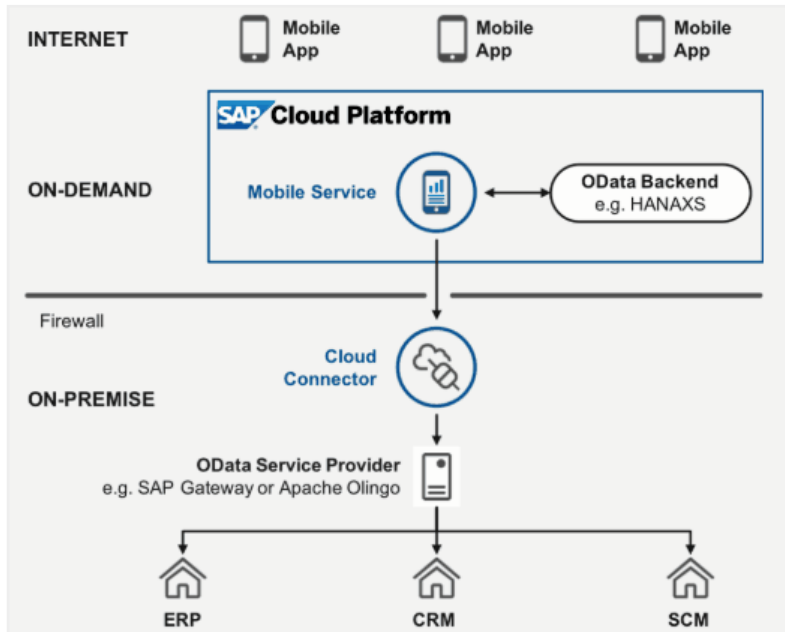 INTERNET
Mobile
App
Mobile
App
Mobile
App
SAP Cloud Platform
ON-DEMAND
Mobile Service
OData Backend
e.g. HANAXS
Firewall
Cloud
Connector
ON-PREMISE
OData Service Provider
e.g. SAP Gateway or Apache Olingo
ERP
CRM
SCM